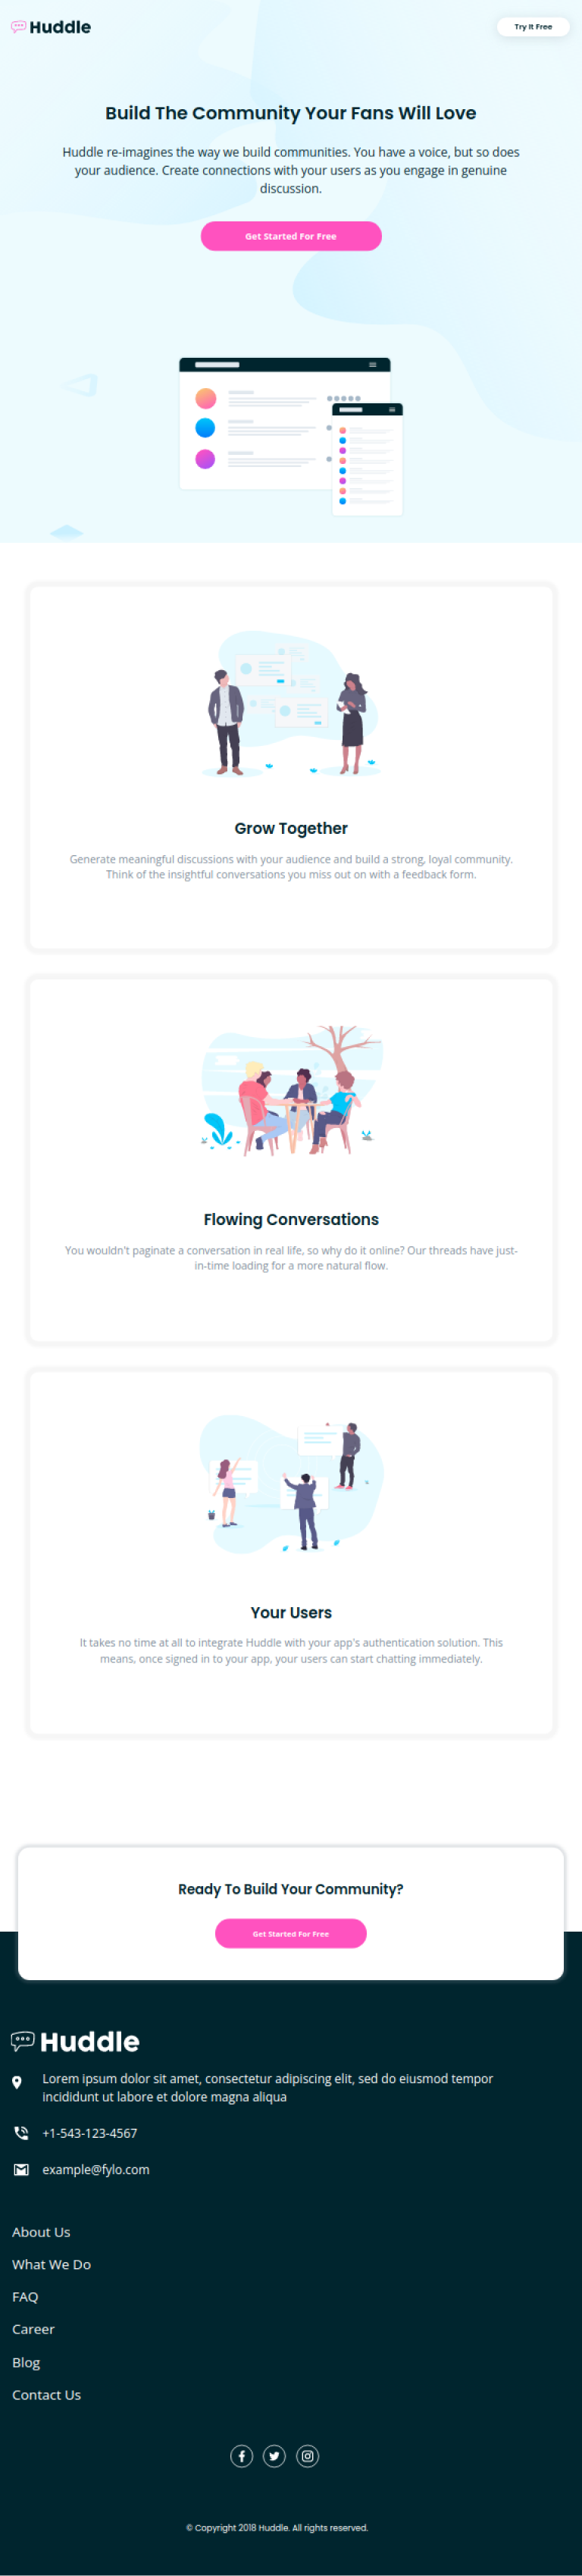 Huddle
Try It Free
Build The Community Your Fans Will Love
Huddle re-imagines the way we build communities. You have a voice, but so does
your audience. Create connections with your users as you engage in genuine
discussion.
Get Started For Free
Grow Together
Generate meaningful discussions with your audience and build a strong, loyal community.
Think of the insightful conversations you miss out on with a feedback form.
Flowing Conversations
You wouldn't paginate a conversation in real life, so why do it online? Our threads have just-
in-time loading for a more natural flow.
Your Users
It takes no time at all to integrate Huddle with your app's authentication solution. This
means, once signed in to your app, your users can start chatting immediately.
Ready To Build Your Community?
Get Started For Free
Huddle
Lorem ipsum dolor sit amet, consectetur adipiscing elit, sed do eiusmod tempor
incididunt ut labore et dolore magna aliqua
+1-543-123-4567
example@fylo.com
About Us
What We Do
FAQ
Career
Blog
Contact Us
© Copyright 2018 Huddle. All rights reserved.